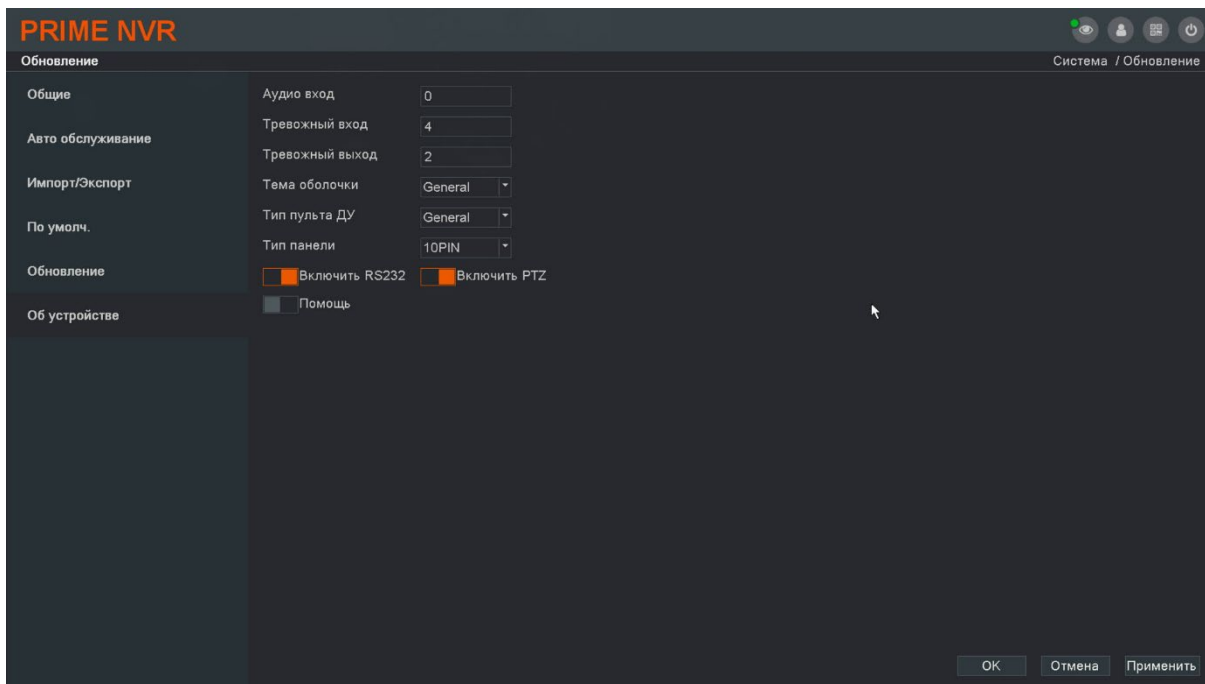 PRIME NVR
Обновление
Система / Обновление
Общие
Авто обслуживание
Импорт/Экспорт
По умолч.
Обновление
Об устройстве
Аудио вход 0
Тревожный вход 4
Тревожный выход 2
Тема оболочки General
Тип пульта ДУ General
Тип панели 10PIN
Включить RS232 Включить PTZ
Помощь
OK Отмена Применить